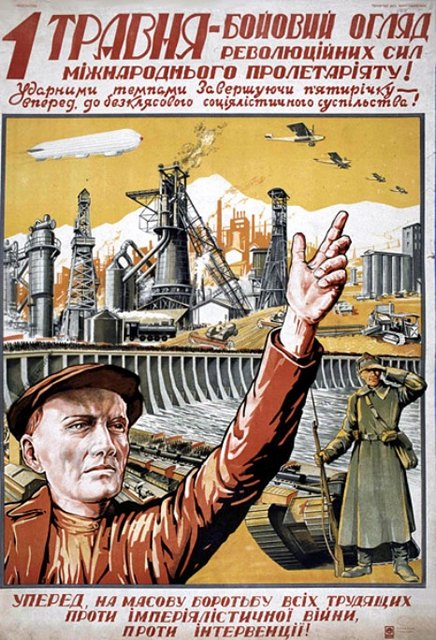 1 ТРАВНЯ-БОЙОВИЙ ОГЛЯД
РЕВОЛЮЦІЙНИХ СИЛ
МІЖНАРОДНЬОГО ПРОЛЕТАРІЯТУ!
Ударними темпами Завершуючи п'ятирічку—
вперед, до безклясового соціялістичного суспільства!
УПЕРЕД, НА МАСОВУ БОРОТЬБУ ВСІХ ТРУДЯЩИХ
ПРОТИ ІМПЕРІЯЛІСТИЧНОЇ ВІЙНИ,
ПРОТИ ІНТЕРВЕНЦІЇ!